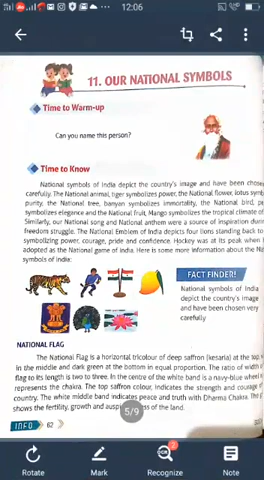 12:06
11. OUR NATIONAL SYMBOLS
Time to Warm-up
Can you name this person?
Time to Know
National symbols of India depict the country's image and have been chosen
carefully. The National animal, tiger symbolizes power, the National flower, lotus symb
purity, the National tree, banyan symbolizes immortality, the National bird, pe
symbolizes elegance and the National fruit, Mango symbolizes the tropical climate of
Similarly, our National song and National anthem were a source of inspiration durin
freedom struggle. The National Emblem of India depicts four lions standing back to
symbolizing power, courage, pride and confidence. Hockey was at its peak when
adopted as the National game of India. Here is some more information about the Na
symbols of India:
FACT FINDER!
National symbols of
India depict the
country's image and
have been chosen very
carefully
NATIONAL FLAG
The National Flag is a horizontal tricolour of deep saffron (kesaria) at the top
in the middle and dark green at the bottom in equal proportion. The ratio of width
flag to its length is two to three. In the centre of the white band is a navy-blue wheel
represents the chakra. The top saffron colour, indicates the strength and courage
country. The white middle band indicates peace and truth with Dharma Chakra. The
shows the fertility, growth and of the land.
5/9
INFO 62
Rotate
Mark
Recognize
Note